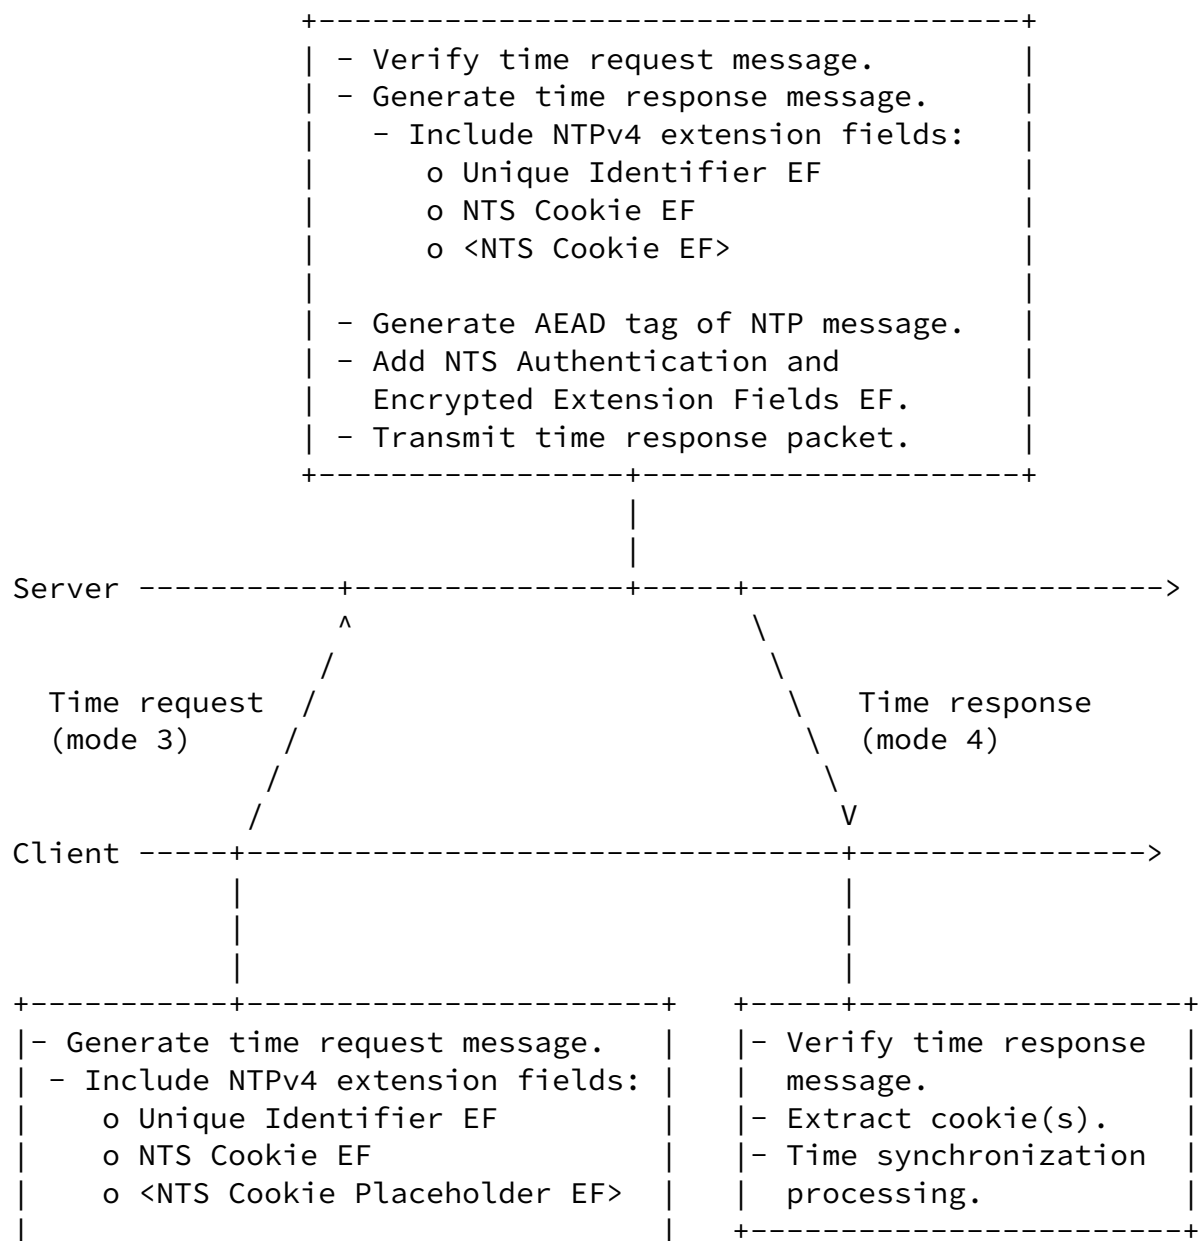 - Verify time request message.
- Generate time response message.
- Include NTPv4 extension fields:
o Unique Identifier EF
o NTS Cookie EF
o <NTS Cookie EF>
- Generate AEAD tag of NTP message.
- Add NTS Authentication and
Encrypted Extension Fields EF.
- Transmit time response packet.
Server
Time request
(mode 3)
Time response
(mode 4)
Client
- Generate time request message.
- Include NTPv4 extension fields:
o Unique Identifier EF
o NTS Cookie EF
o <NTS Cookie Placeholder EF>
- Verify time response
message.
- Extract cookie(s).
- Time synchronization
processing.